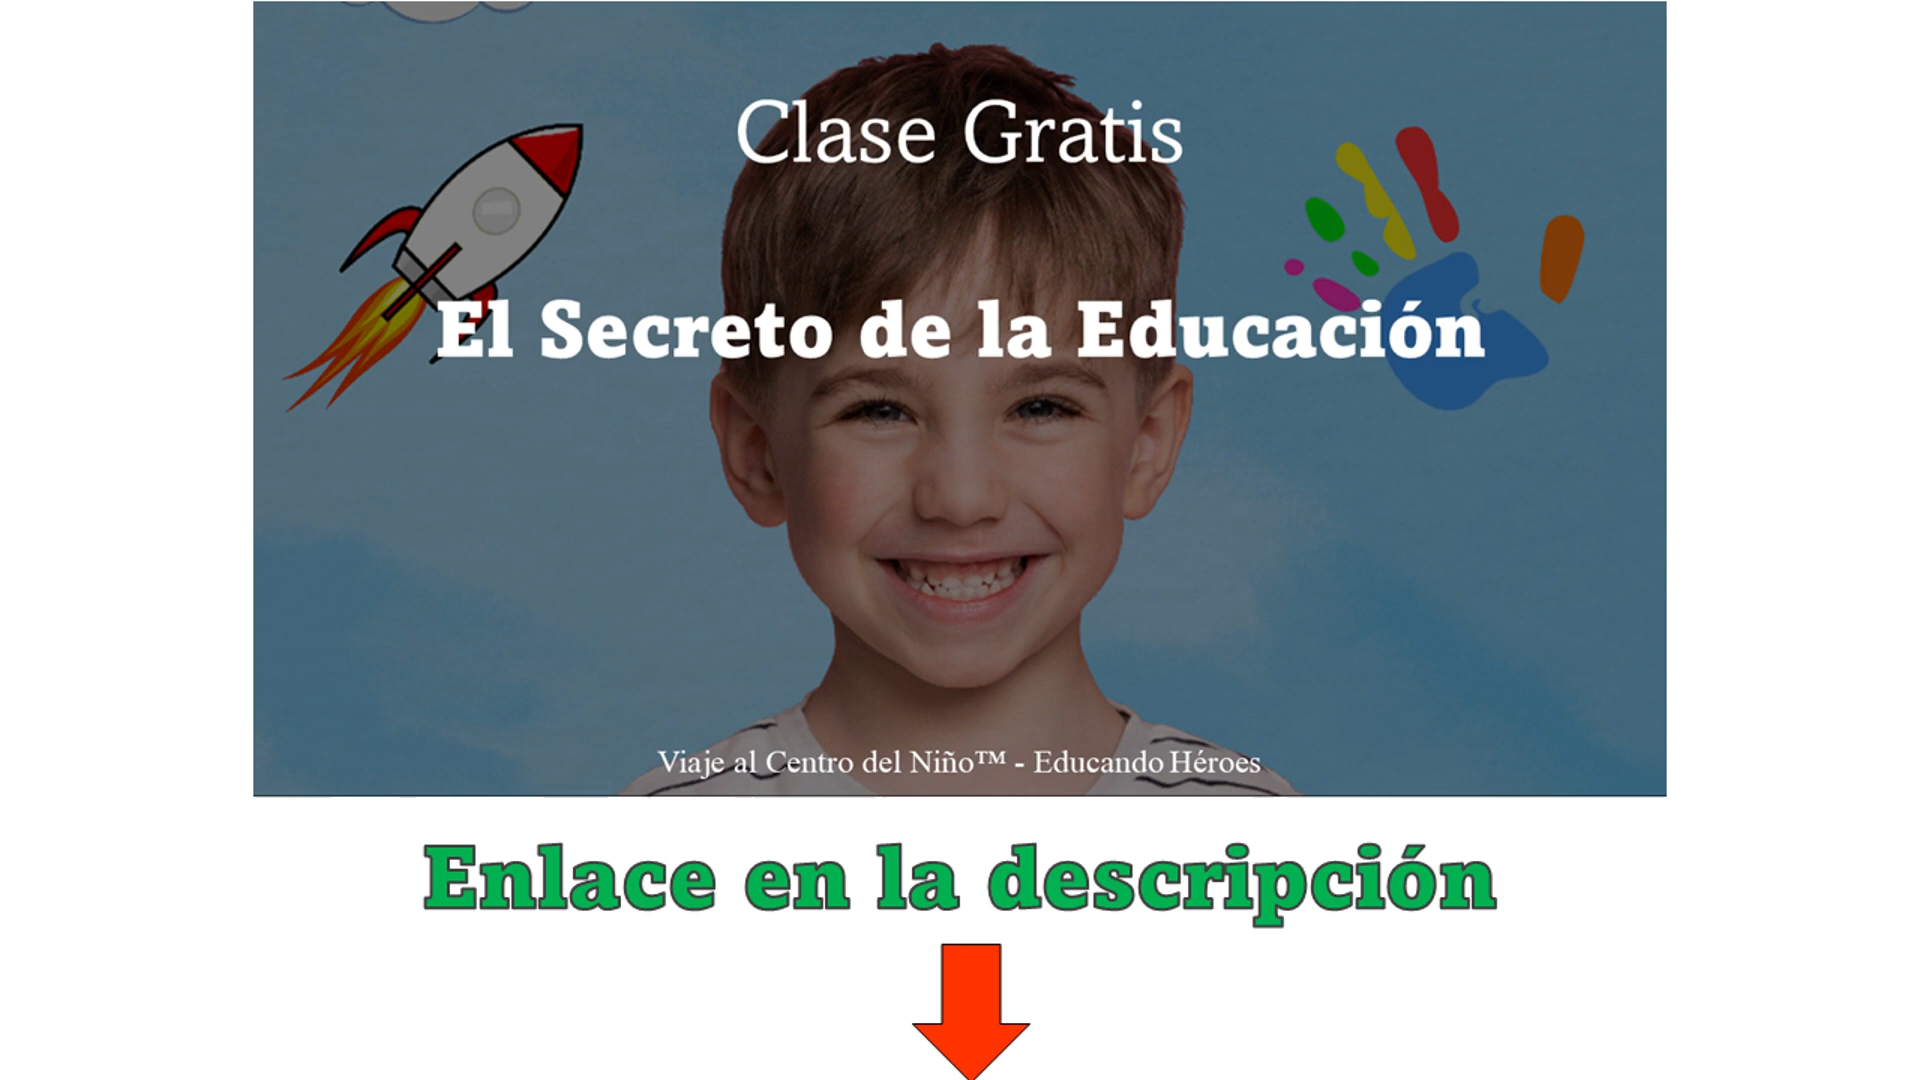 Clase Gratis
El Secreto de la Educación
Viaje al Centro del Niño™ - Educando Héroes
Enlace en la descripción